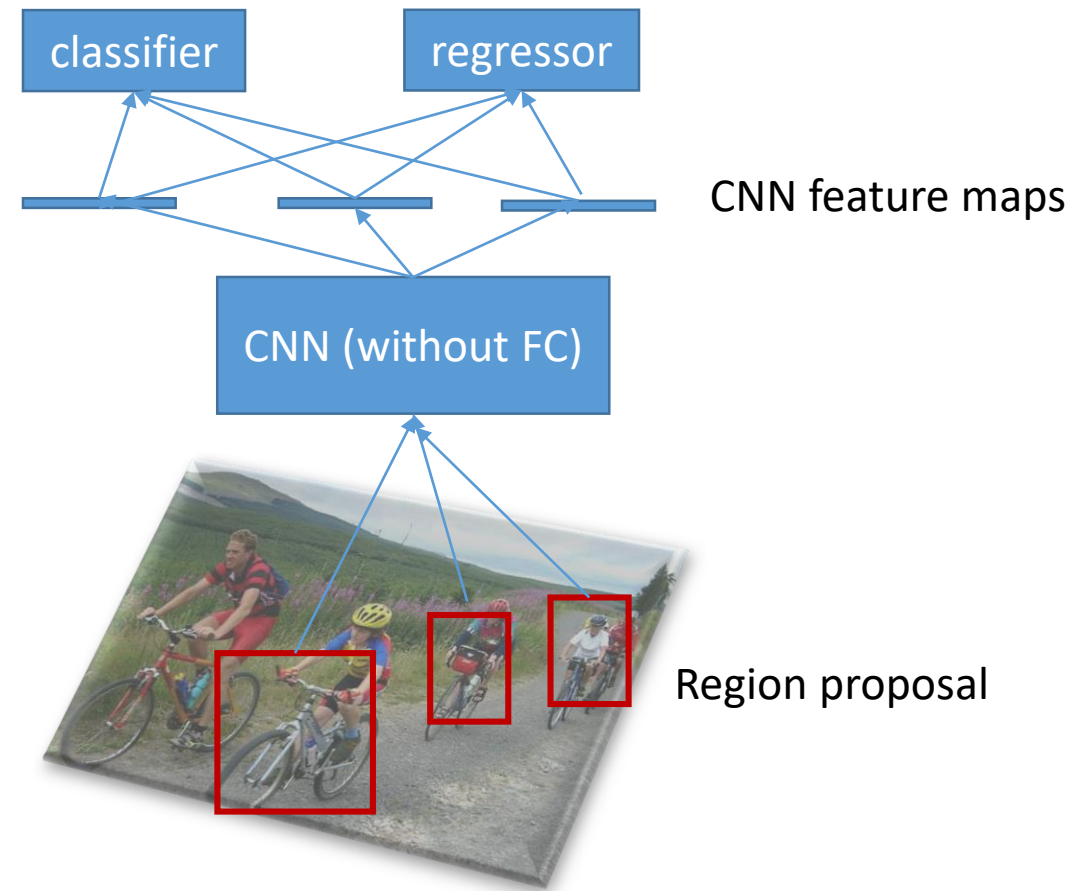 classifier
regressor
CNN feature maps
CNN (without FC)
Region proposal